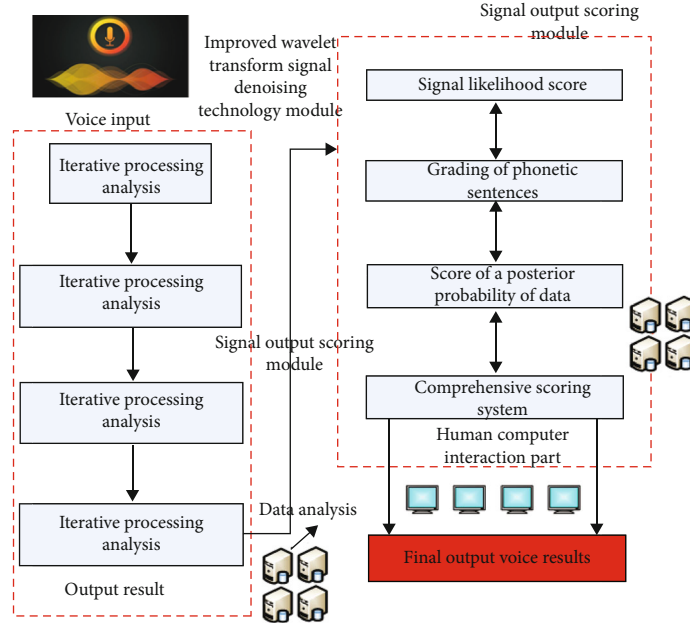 Voice input
Iterative processing
analysis
Iterative processing
analysis
Iterative processing
analysis
Iterative processing
analysis
Output result
Improved wavelet
transform signal
denoising
technology module
Signal output scoring
module
Data analysis
Signal output scoring
module
Signal likelihood score
Grading of phonetic
sentences
Score of a posterior
probability of data
Comprehensive scoring
system
Human computer
interaction part
Final output voice results